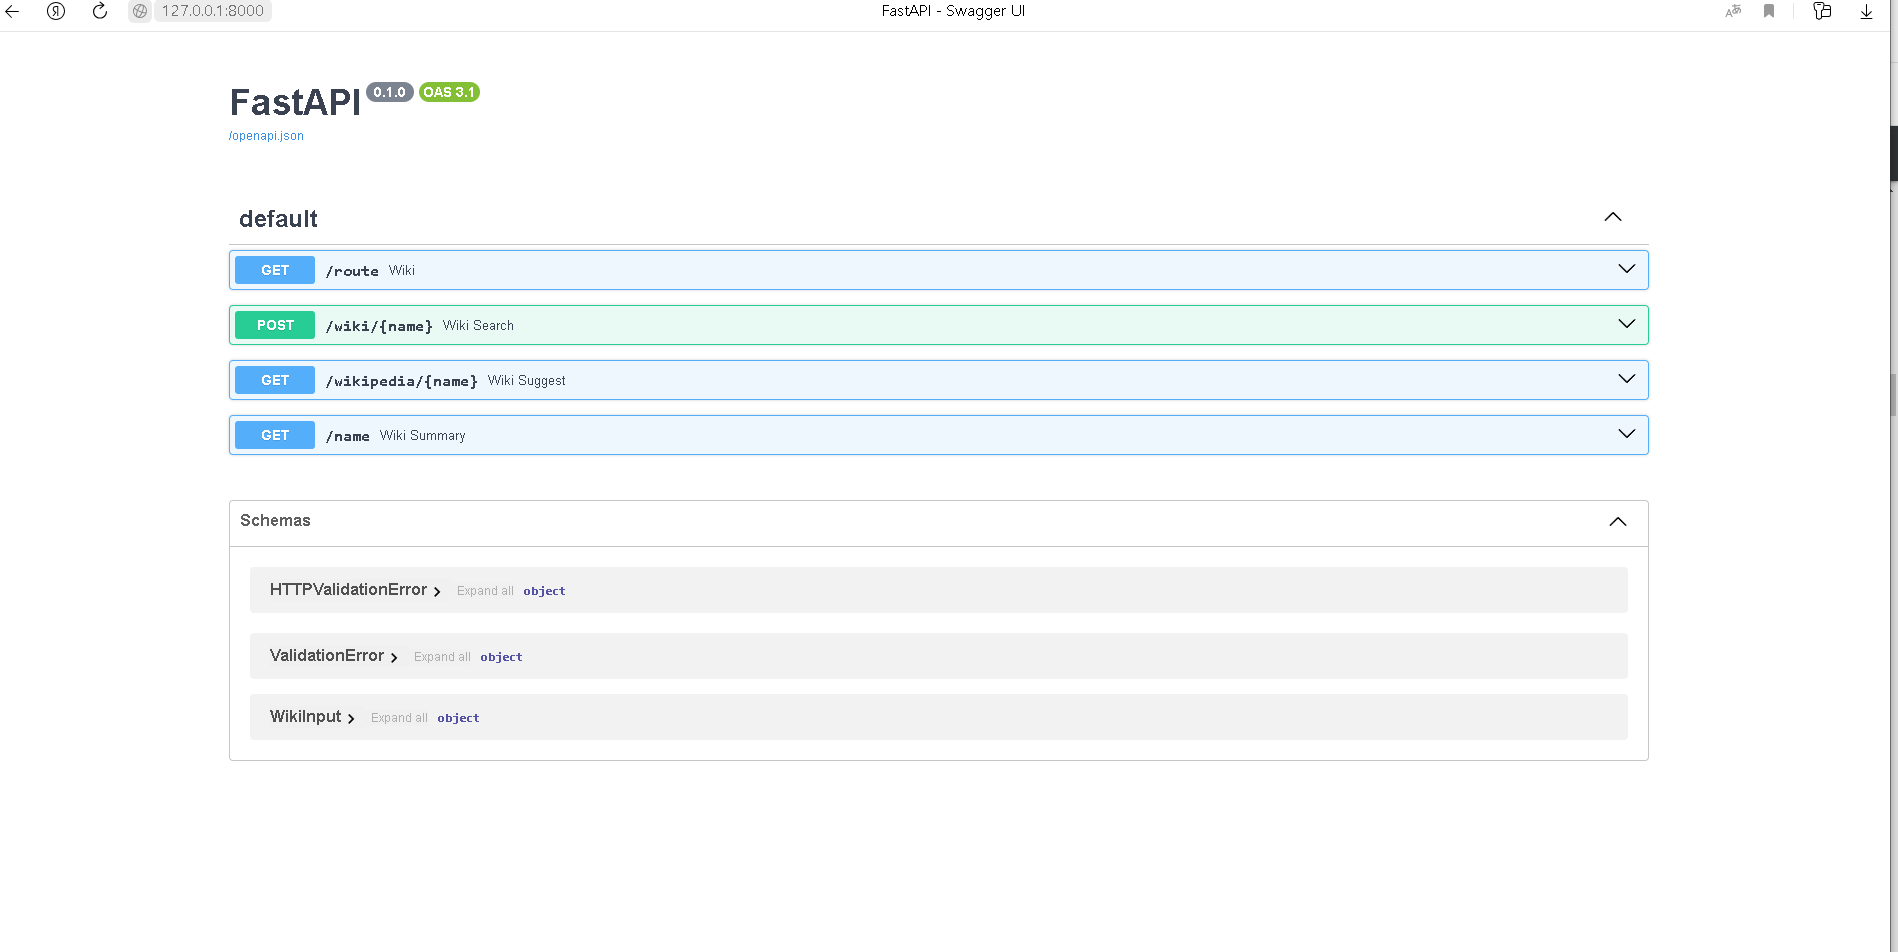 127.0.0.1:8000 FastAPI - Swagger UI
FastAPI 0.1.0 OAS 3.1
/openapi.json
default
GET /route Wiki
POST /wiki/{name} Wiki Search
GET /wikipedia/{name} Wiki Suggest
GET /name Wiki Summary
Schemas
HTTPValidationError Expand all object
ValidationError Expand all object
WikiInput Expand all object